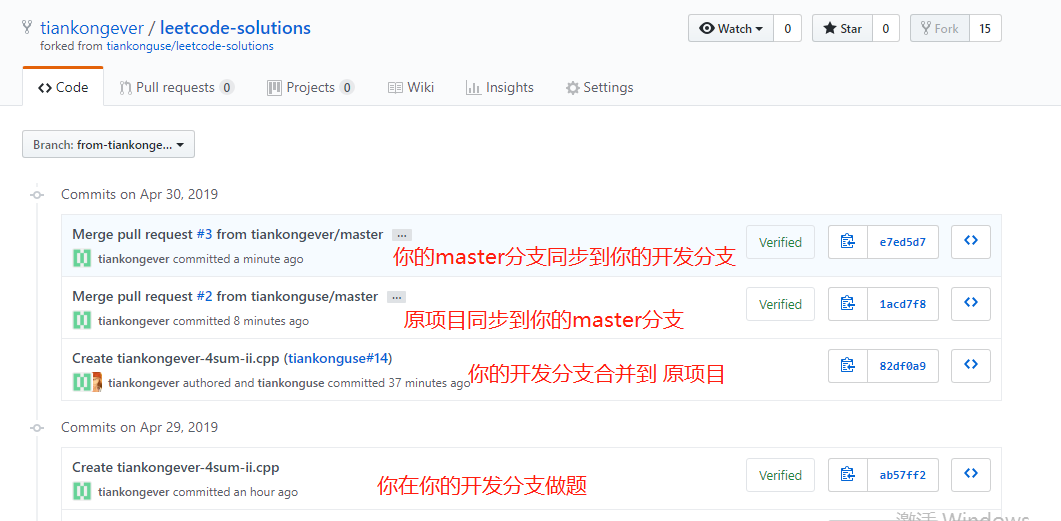 tiankongever / leetcode-solutions
forked from tiankonguse/leetcode-solutions
Watch 0 Star 0 Fork 15
Code Pull requests 0 Projects 0 Wiki Insights Settings
Branch: from-tiankonge...
Commits on Apr 30, 2019
Merge pull request #3 from tiankongever/master ...
tiankongever committed a minute ago
你的master分支同步到你的开发分支
Verified e7ed5d7
Merge pull request #2 from tiankonguse/master ...
tiankongever committed 8 minutes ago
原项目同步到你的master分支
Verified 1acd7f8
Create tiankongever-4sum-ii.cpp (tiankonguse#14)
tiankongever authored and tiankonguse committed 37 minutes ago
你的开发分支合并到 原项目
82df0a9
Commits on Apr 29, 2019
Create tiankongever-4sum-ii.cpp
tiankongever committed an hour ago
你在你的开发分支做题
Verified ab57ff2
激活 Windows